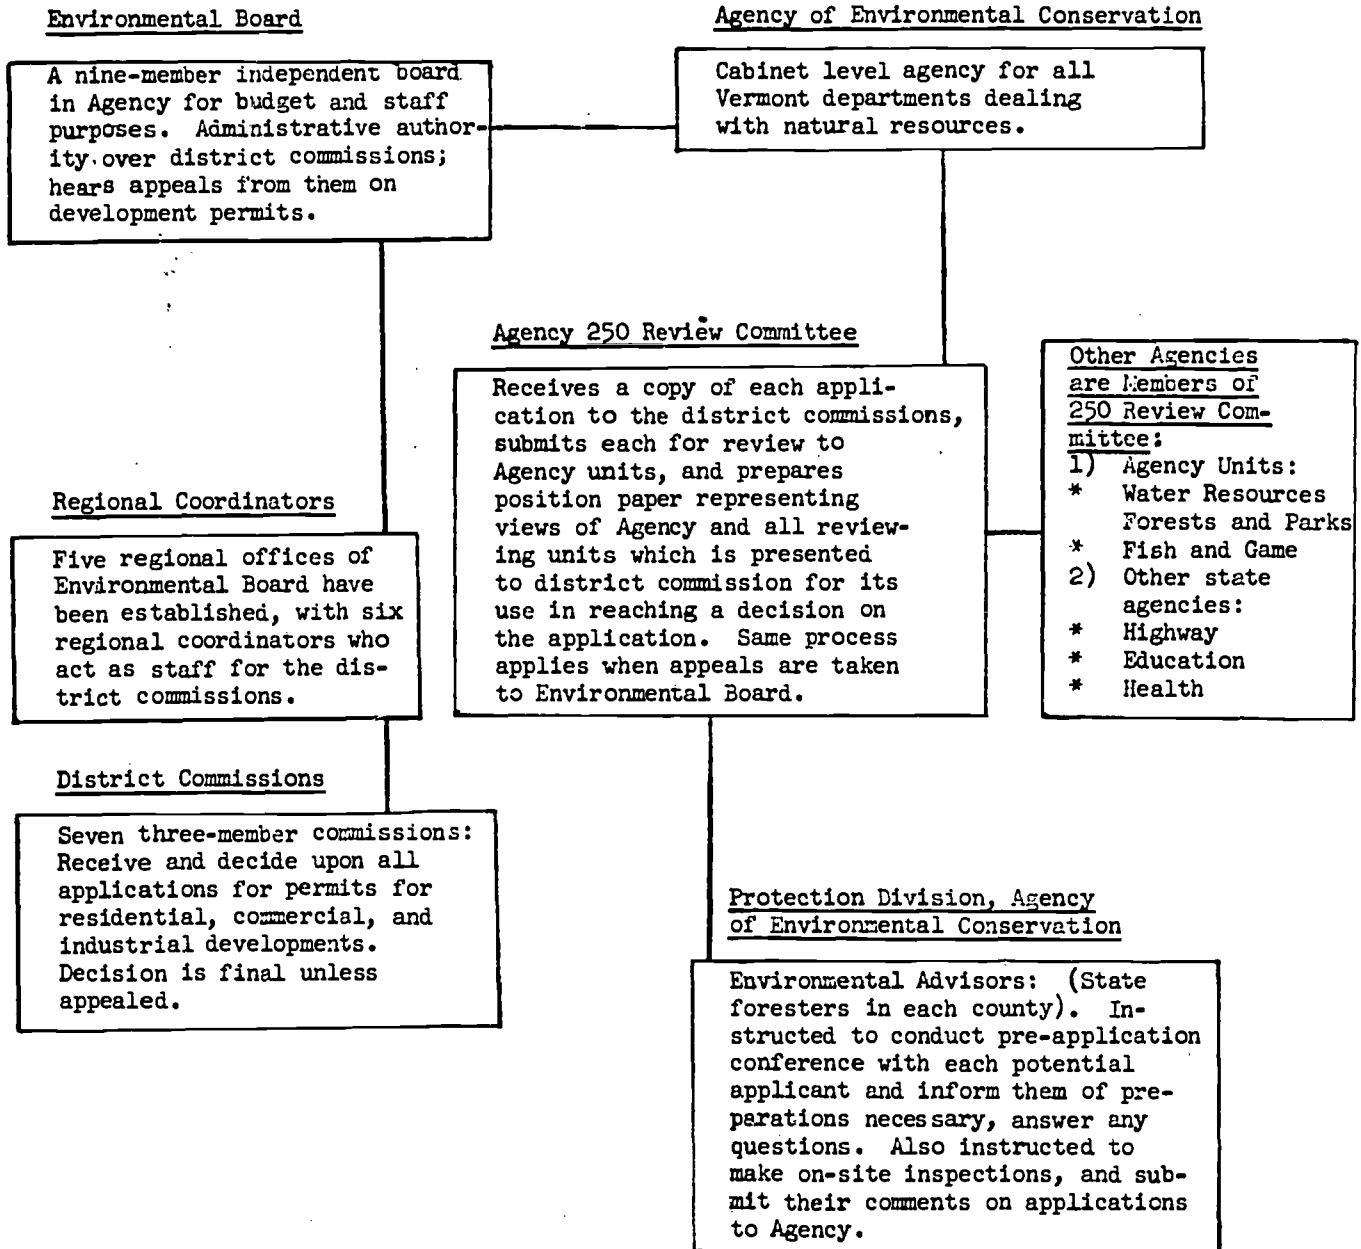 Environmental Board
A nine-member independent board
in Agency for budget and staff
purposes. Administrative author-
ity over district commissions;
hears appeals from them on
development permits.
Agency of Environmental Conservation
Cabinet level agency for all
Vermont departments dealing
with natural resources.
Agency 250 Review Committee
Receives a copy of each appli-
cation to the district commissions,
submits each for review to
Agency units, and prepares
position paper representing
views of Agency and all review-
ing units which is presented
to district commission for its
use in reaching a decision on
the application. Same process
applies when appeals are taken
to Environmental Board.
Other Agencies
are Members of
250 Review Com-
mittee:
1) Agency Units:
* Water Resources
Forests and Parks
* Fish and Game
2) Other state
agencies:
* Highway
* Education
* Health
Regional Coordinators
Five regional offices of
Environmental Board have
been established, with six
regional coordinators who
act as staff for the dis-
trict commissions.
District Commissions
Seven three-member commissions:
Receive and decide upon all
applications for permits for
residential, commercial, and
industrial developments.
Decision is final unless
appealed.
Protection Division, Agency
of Environmental Conservation
Environmental Advisors: (State
foresters in each county). In-
structed to conduct pre-application
conference with each potential
applicant and inform them of pre-
parations necessary, answer any
questions. Also instructed to
make on-site inspections, and sub-
mit their comments on applications
to Agency.